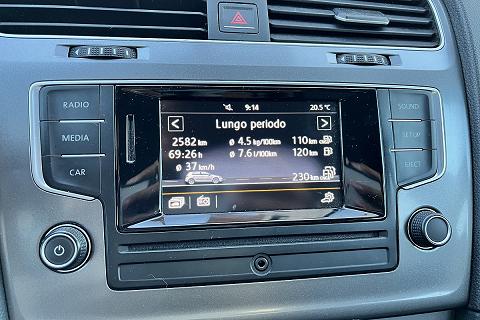 RADIO
MEDIA
CAR
9:14 20.5 °C
Lungo periodo
2582 km ø 4.5 kg/100km 110 km
69:26 h ø 7.6 l/100km 120 km
ø 37 km/h
230 km
SOUND
SETUP
EJECT